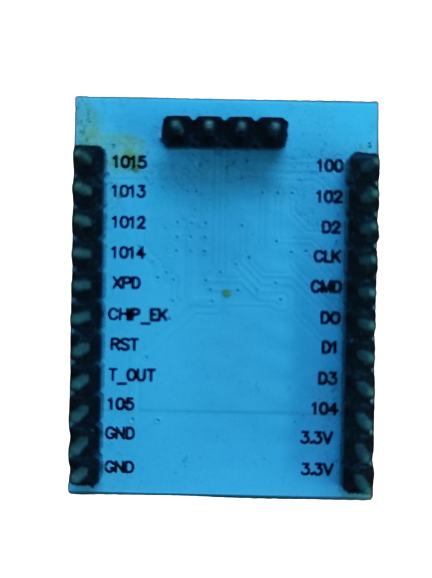 1015 100
1013 102
1012 D2
1014 CLK
XPD CMD
CHIP_EK D0
RST D1
T_OUT D3
105 104
GND 3.3V
GND 3.3V